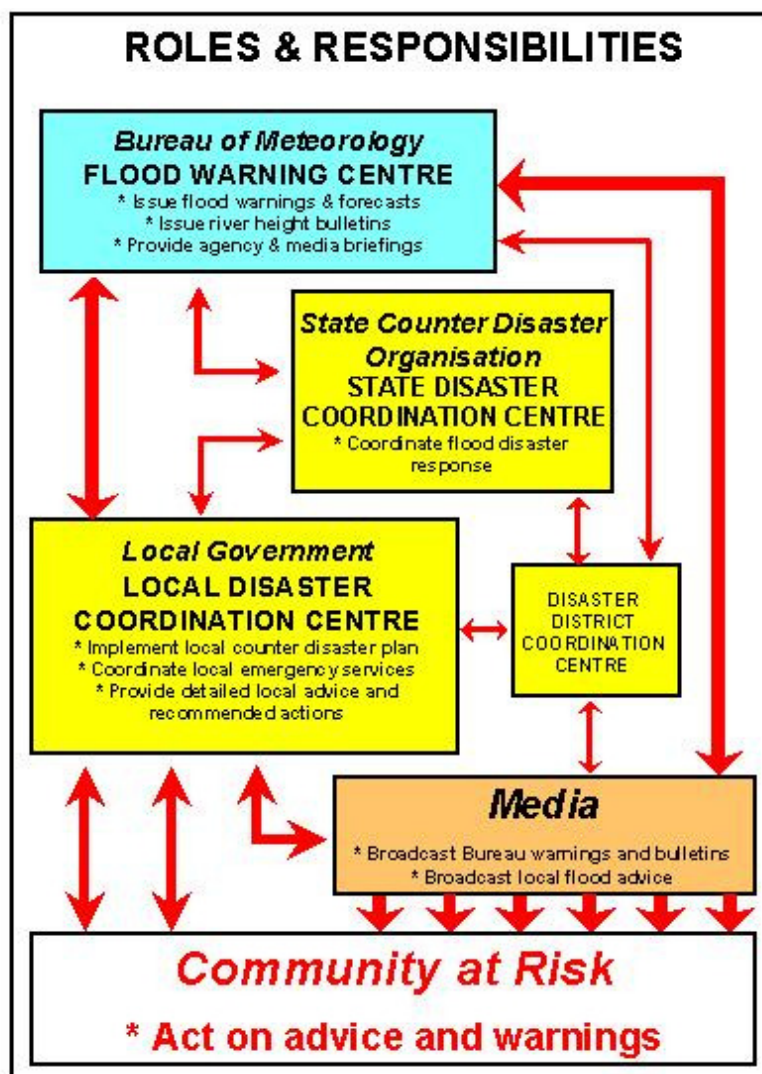 ROLES & RESPONSIBILITIES
Bureau of Meteorology
FLOOD WARNING CENTRE
* Issue flood warnings & forecasts
* Issue river height bulletins
* Provide agency & media briefings
State Counter Disaster
Organisation
STATE DISASTER
COORDINATION CENTRE
* Coordinate flood disaster
response
Local Government
LOCAL DISASTER
COORDINATION CENTRE
* Implement local counter disaster plan
* Coordinate local emergency services
* Provide detailed local advice and
recommended actions
DISASTER
DISTRICT
COORDINATION
CENTRE
Media
* Broadcast Bureau warnings and bulletins
* Broadcast local flood advice
Community at Risk
* Act on advice and warnings